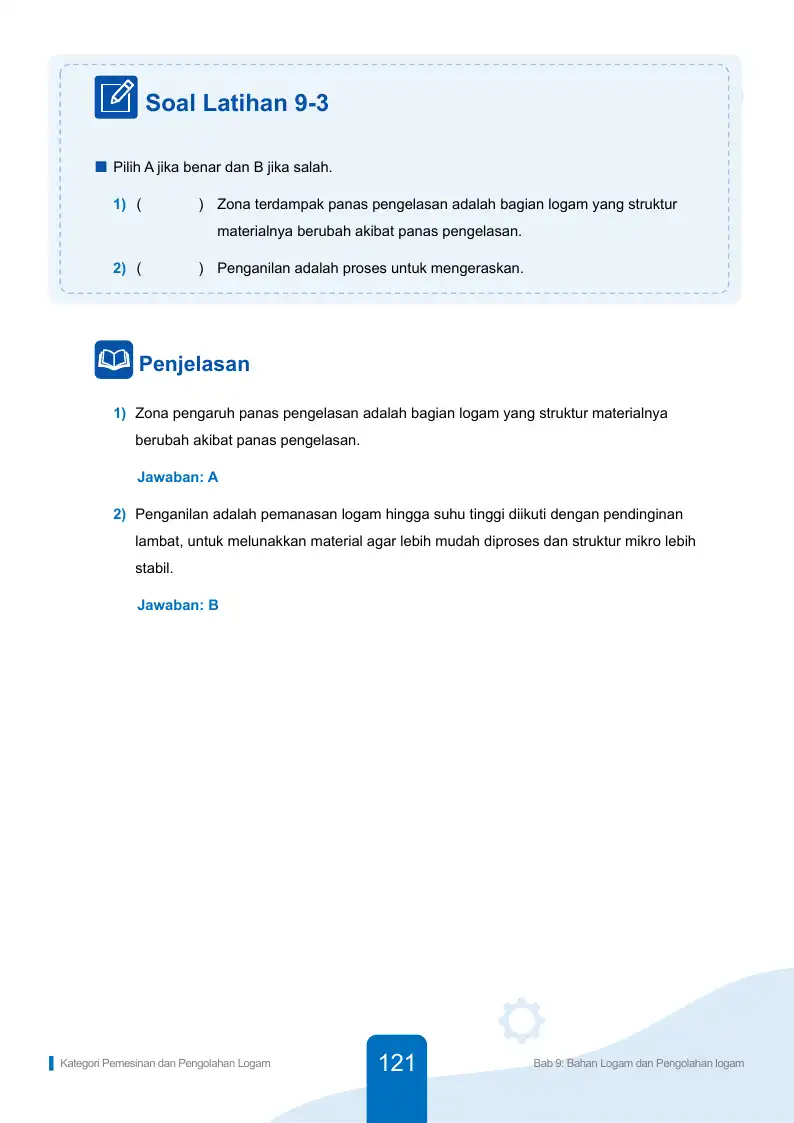 Soal Latihan 9-3
Pilih A jika benar dan B jika salah.
1) ( ) Zona terdampak panas pengelasan adalah bagian logam yang struktur
materialnya berubah akibat panas pengelasan.
2) ( ) Penganilan adalah proses untuk mengeraskan.
Penjelasan
1) Zona pengaruh panas pengelasan adalah bagian logam yang struktur materialnya
berubah akibat panas pengelasan.
Jawaban: A
2) Penganilan adalah pemanasan logam hingga suhu tinggi diikuti dengan pendinginan
lambat, untuk melunakkan material agar lebih mudah diproses dan struktur mikro lebih
stabil.
Jawaban: B
Kategori Pemesinan dan Pengolahan Logam
121
Bab 9: Bahan Logam dan Pengolahan logam